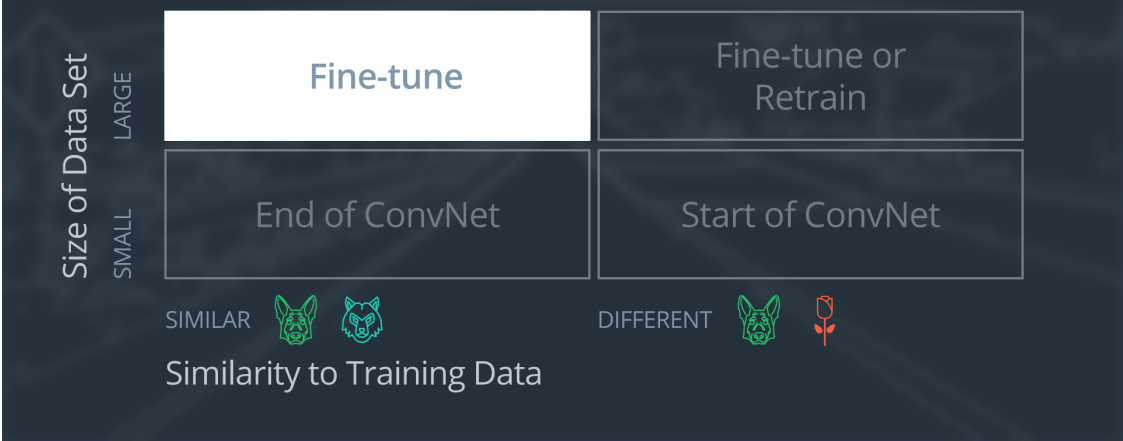 Size of Data Set
LARGE
Fine-tune
Fine-tune or
Retrain
SMALL
End of ConvNet
Start of ConvNet
SIMILAR
DIFFERENT
Similarity to Training Data